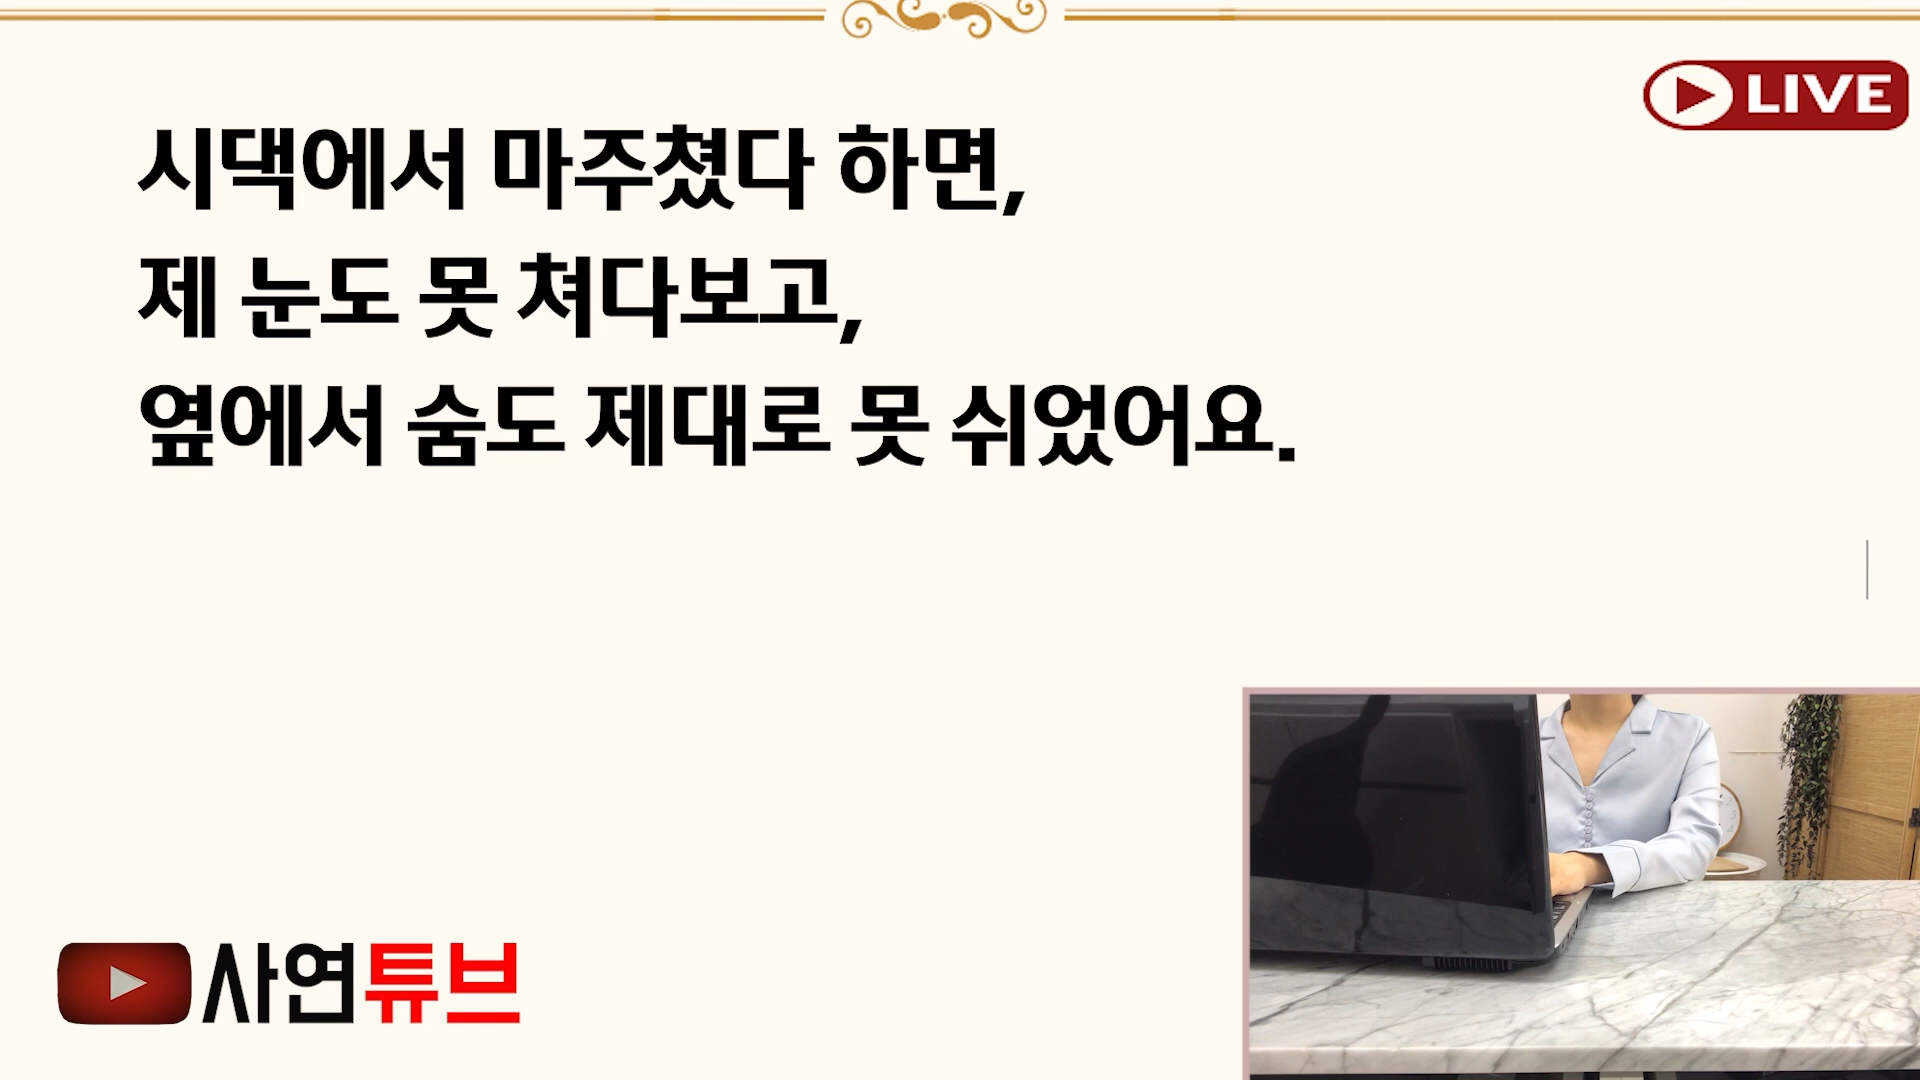 LIVE
시댁에서 마주쳤다 하면,
제 눈도 못 쳐다보고,
옆에서 숨도 제대로 못 쉬었어요.
사연튜브